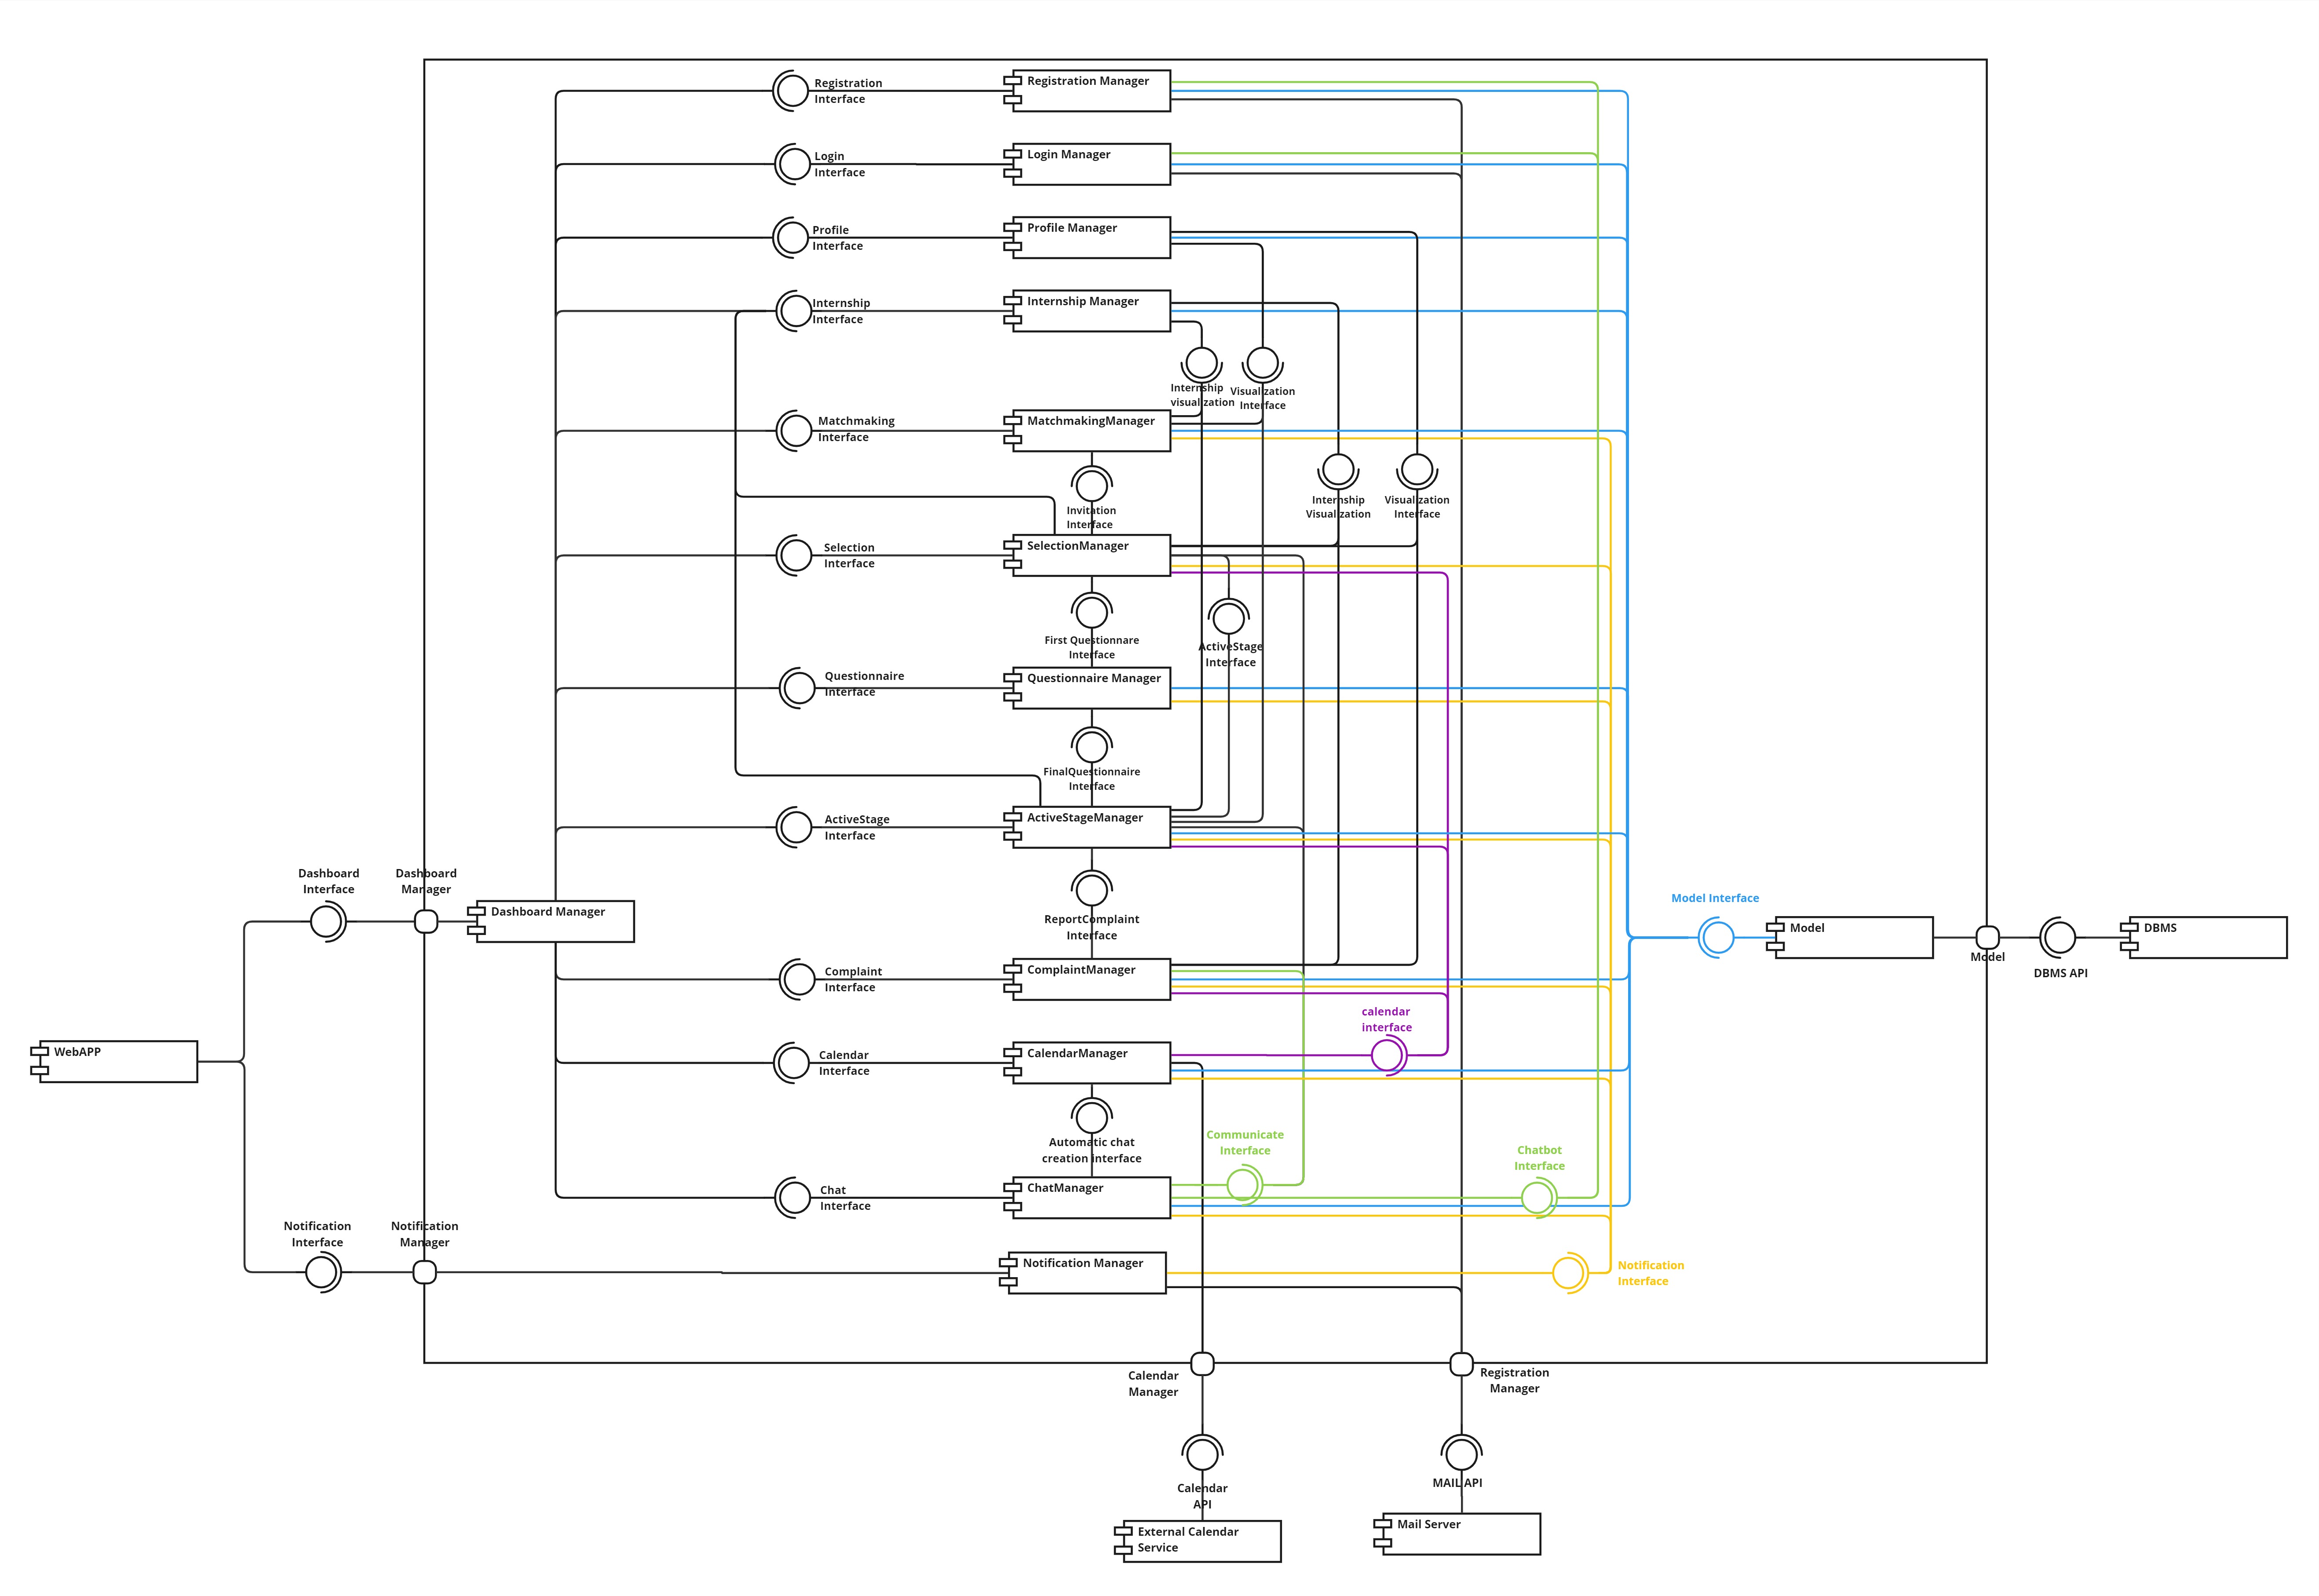 Registration
Interface
Registration Manager
Login
Interface
Login Manager
Profile
Interface
Profile Manager
Internship
Interface
Internship Manager
Internship
visualization
Visualization
Interface
Matchmaking
Interface
MatchmakingManager
Invitation
Interface
Internship
Visualization
Visualization
Interface
Selection
Interface
SelectionManager
First Questionnare
Interface
ActiveStage
Interface
Questionnaire
Interface
Questionnaire Manager
FinalQuestionnaire
Interface
ActiveStage
Interface
ActiveStageManager
Dashboard
Interface
Dashboard
Manager
Dashboard Manager
ReportComplaint
Interface
Model Interface
Model
Model
DBMS API
DBMS
Complaint
Interface
ComplaintManager
calendar
interface
WebAPP
Calendar
Interface
CalendarManager
Automatic chat
creation interface
Communicate
Interface
Chatbot
Interface
Chat
Interface
ChatManager
Notification
Interface
Notification
Manager
Notification Manager
Notification
Interface
Calendar
Manager
Registration
Manager
Calendar
API
MAIL API
External Calendar
Service
Mail Server